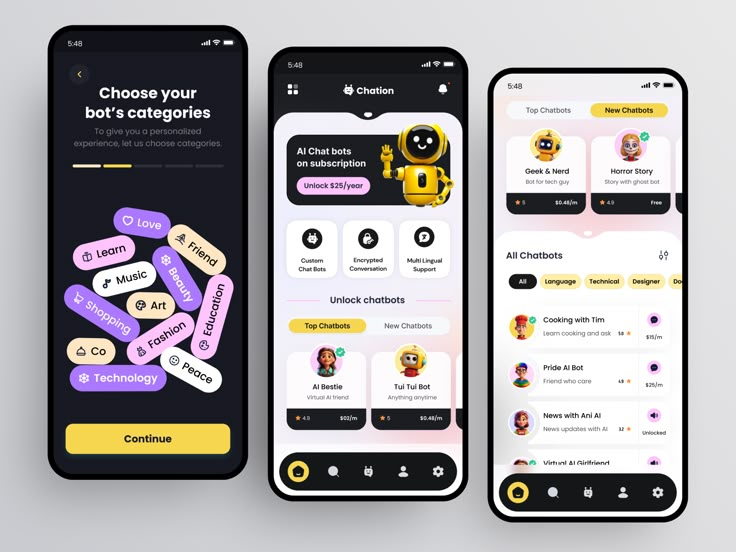 5:48
Choose your
bot's categories
To give you a personalized
experience, let us choose categories.
Love
Learn
Friend
Music
Beauty
Education
Shopping
Art
Fashion
Co
Peace
Technology
Continue
5:48
Chation
AI Chat bots
on subscription
Unlock $25/year
Custom
Chat Bots
Encrypted
Conversation
Multi Lingual
Support
Unlock chatbots
Top Chatbots
New Chatbots
AI Bestie
Virtual AI friend
4.9
$02/m
Tui Tui Bot
Anything anytime
5
$0.48/m
5:48
Top Chatbots
New Chatbots
Geek & Nerd
Bot for tech guy
5
$0.48/m
Horror Story
Story with ghost bot
4.9
Free
All Chatbots
All
Language
Technical
Designer
Do
Cooking with Tim
Learn cooking and ask
5.0
$15/m
Pride AI Bot
Friend who care
4.9
$25/m
News with Ani AI
News updates with AI
3.2
Unlocked
Virtual AI Girlfriend